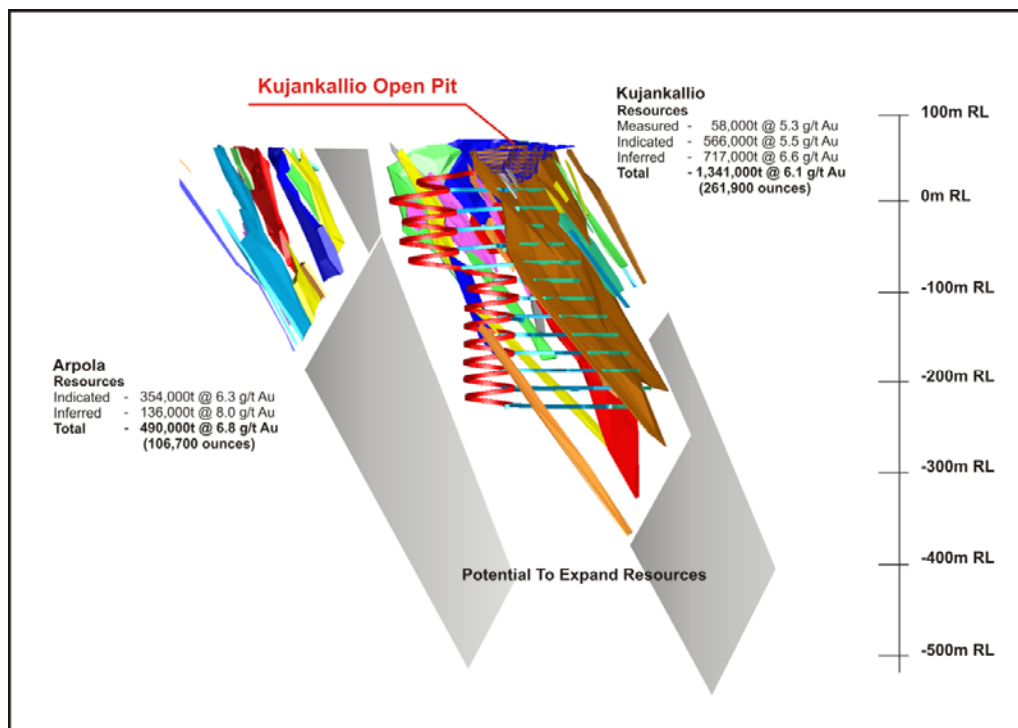 Kujankallio Open Pit
Kujankallio
Resources
Measured - 58,000t @ 5.3 g/t Au
Indicated - 566,000t @ 5.5 g/t Au
Inferred - 717,000t @ 6.6 g/t Au
Total - 1,341,000t @ 6.1 g/t Au
(261,900 ounces)
100m RL
0m RL
-100m RL
-200m RL
-300m RL
-400m RL
-500m RL
Arpola
Resources
Indicated - 354,000t @ 6.3 g/t Au
Inferred - 136,000t @ 8.0 g/t Au
Total - 490,000t @ 6.8 g/t Au
(106,700 ounces)
Potential To Expand Resources